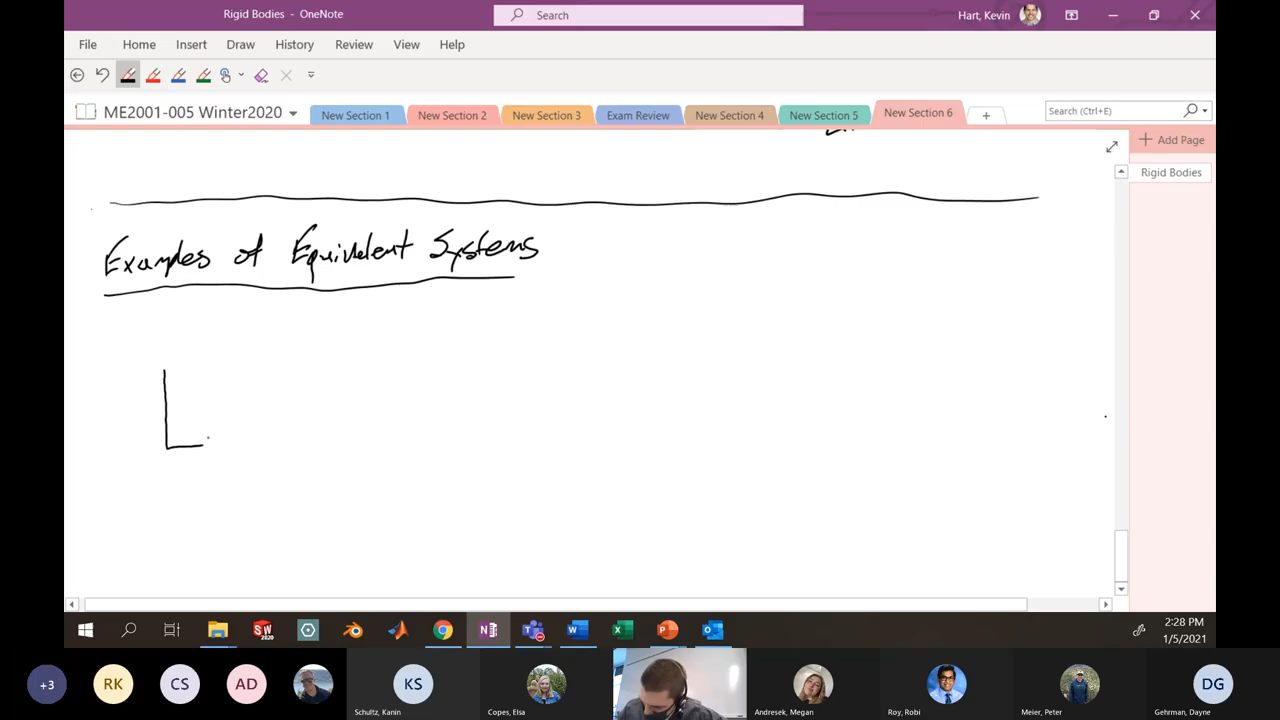 Rigid Bodies - OneNote
Search
Hart, Kevin
File Home Insert Draw History Review View Help
ME2001-005 Winter2020
New Section 1
New Section 2
New Section 3
Exam Review
New Section 4
New Section 5
New Section 6
Search (Ctrl+E)
Add Page
Rigid Bodies
Examples of Equivalent Systems
SW
2020
2:28 PM
1/5/2021
+3
RK
CS
AD
KS
DG
Schultz, Kanin
Copes, Elsa
Andresek, Megan
Roy, Robi
Meier, Peter
Gehrman, Dayne